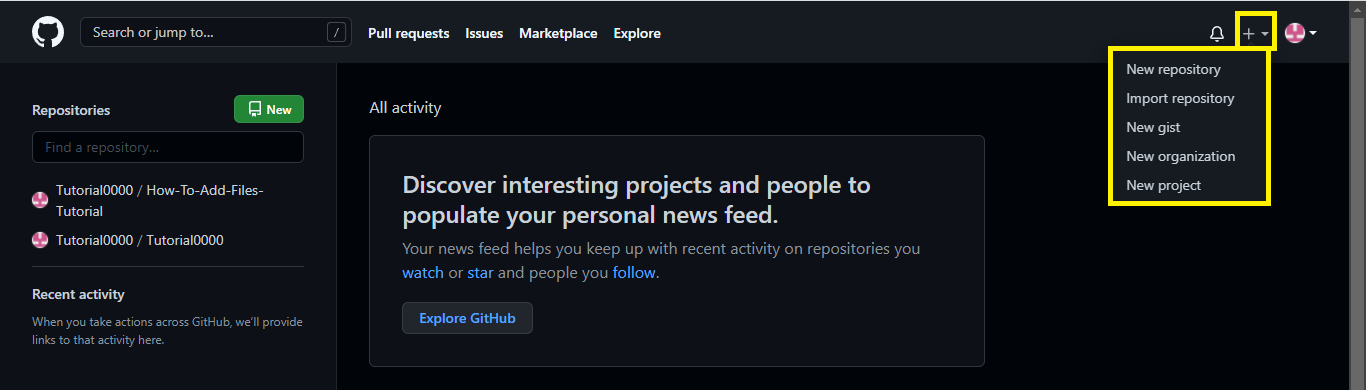 Search or jump to... /
Pull requests
Issues
Marketplace
Explore
New repository
Import repository
New gist
New organization
New project
Repositories
New
Find a repository...
Tutorial0000 / How-To-Add-Files-
Tutorial
Tutorial0000 / Tutorial0000
Recent activity
When you take actions across GitHub, we'll provide
links to that activity here.
All activity
Discover interesting projects and people to
populate your personal news feed.
Your news feed helps you keep up with recent activity on repositories you
watch or star and people you follow.
Explore GitHub